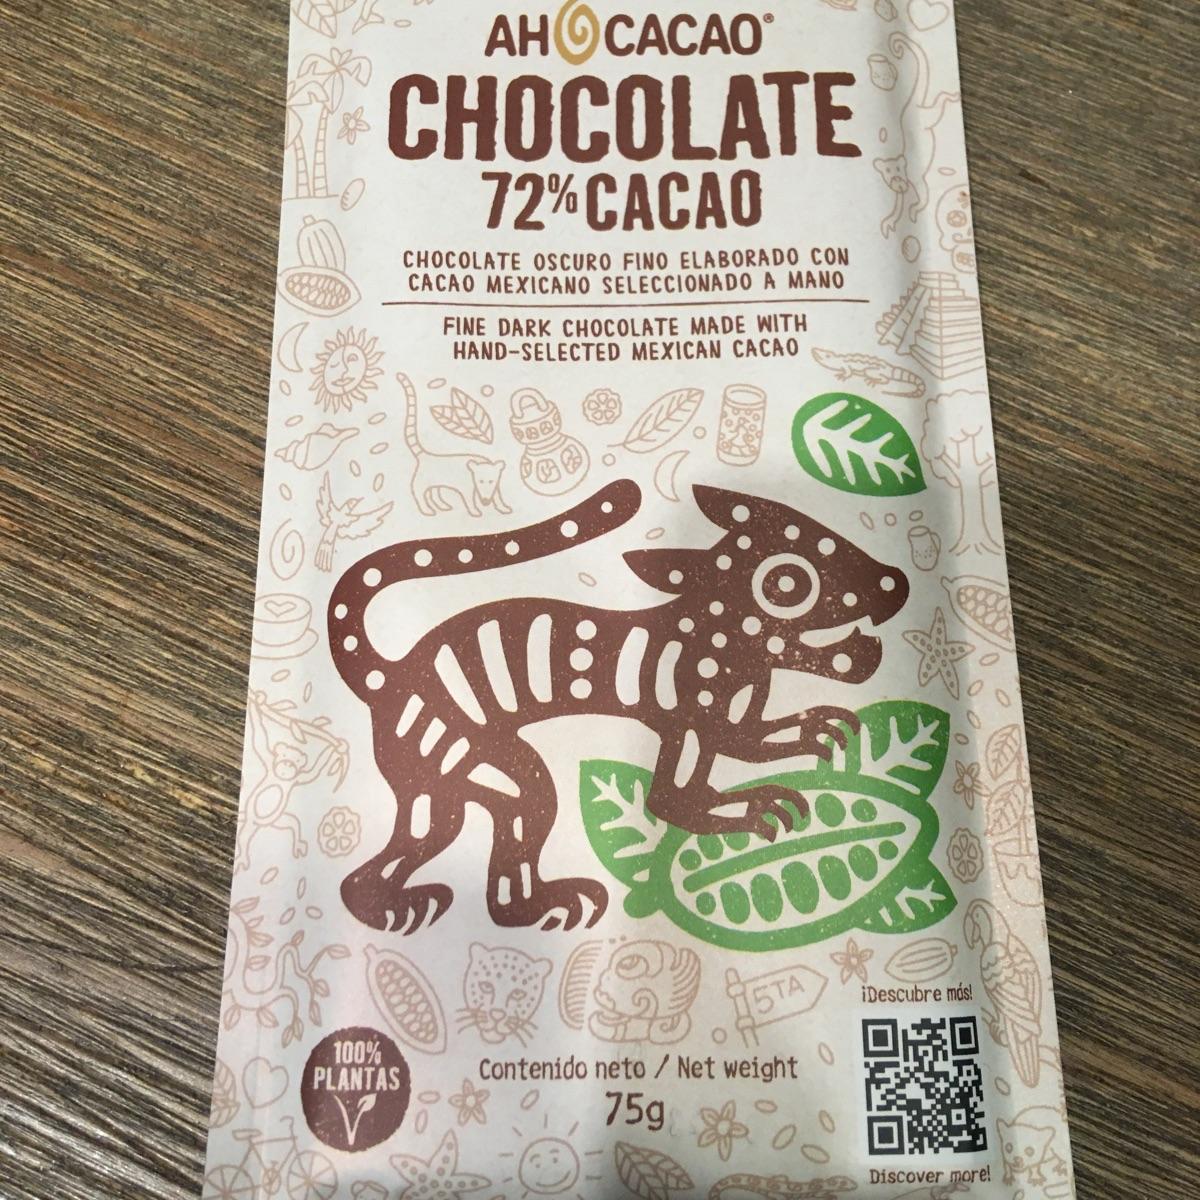 AH CACAO®
CHOCOLATE
72% CACAO
CHOCOLATE OSCURO FINO ELABORADO CON
CACAO MEXICANO SELECCIONADO A MANO
FINE DARK CHOCOLATE MADE WITH
HAND-SELECTED MEXICAN CACAO
5TA
¡Descubre más!
100%
PLANTAS
Contenido neto / Net weight
75g
Discover more!